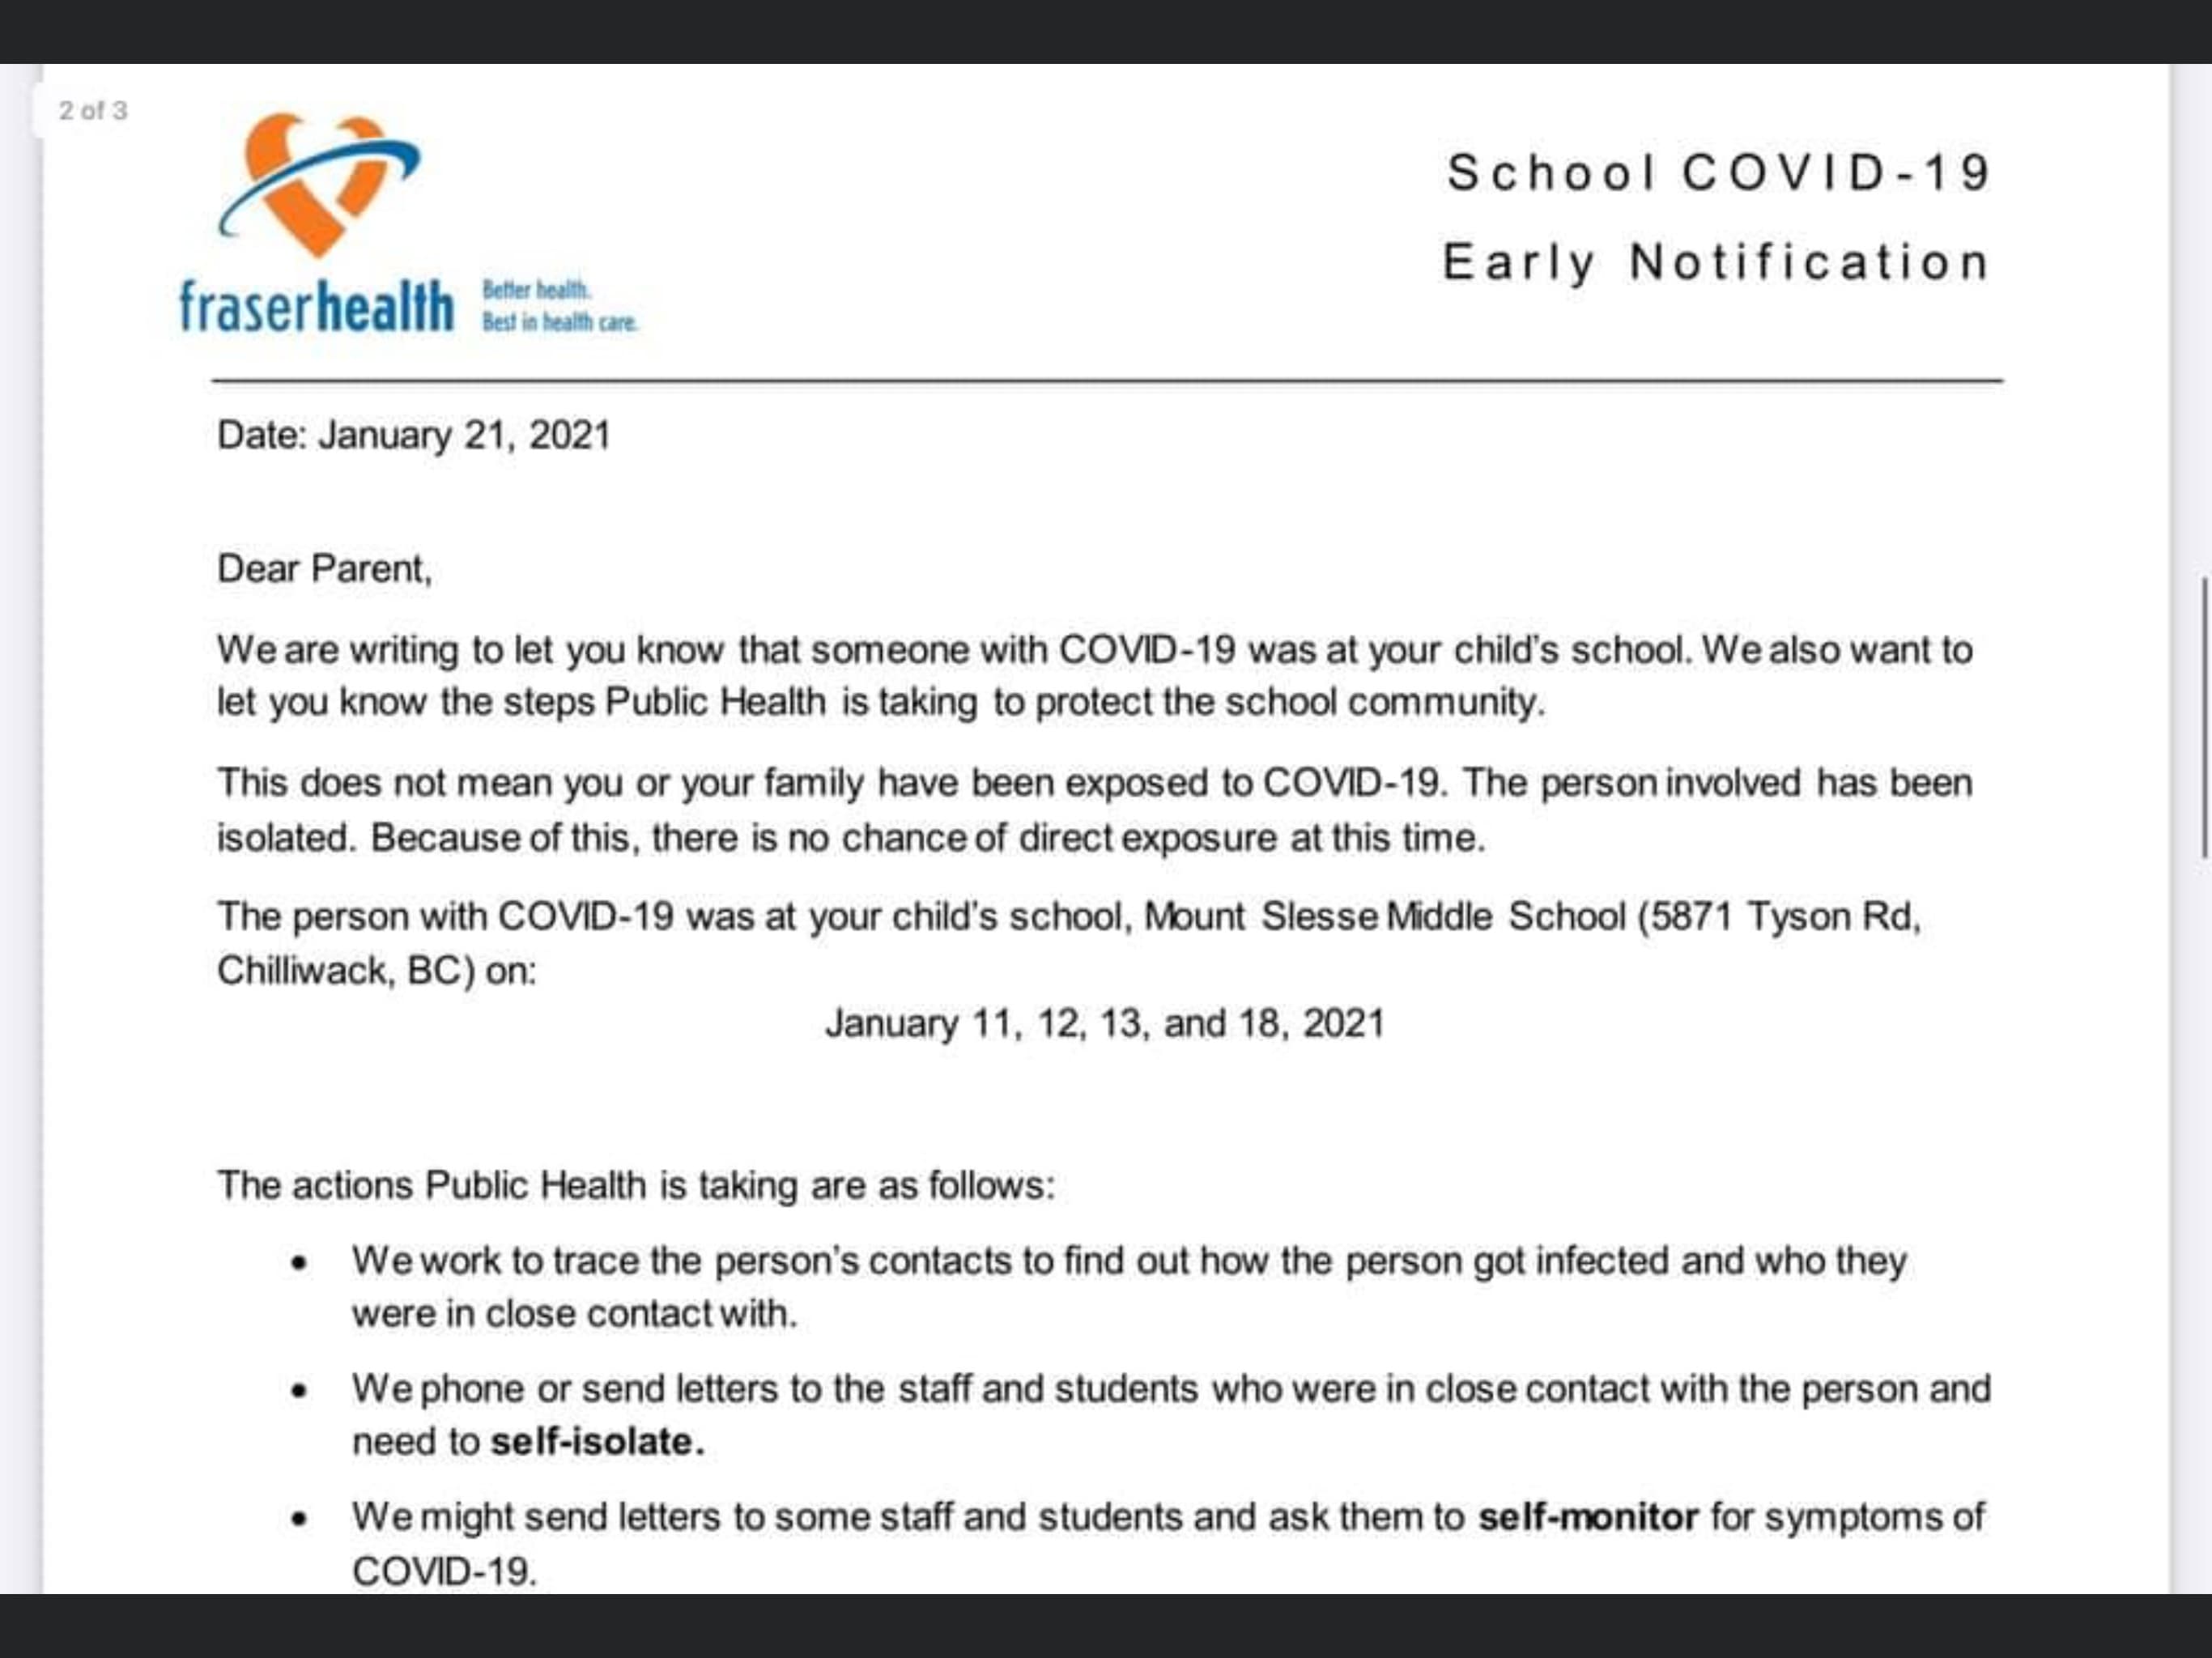 2 of 3
School COVID-19
Early Notification
fraserhealth
Better health.
Best in health care.
Date: January 21, 2021
Dear Parent,
We are writing to let you know that someone with COVID-19 was at your child's school. We also want to
let you know the steps Public Health is taking to protect the school community.
This does not mean you or your family have been exposed to COVID-19. The person involved has been
isolated. Because of this, there is no chance of direct exposure at this time.
The person with COVID-19 was at your child's school, Mount Slesse Middle School (5871 Tyson Rd,
Chilliwack, BC) on:
January 11, 12, 13, and 18, 2021
The actions Public Health is taking are as follows:
• We work to trace the person's contacts to find out how the person got infected and who they
were in close contact with.
• We phone or send letters to the staff and students who were in close contact with the person and
need to self-isolate.
• We might send letters to some staff and students and ask them to self-monitor for symptoms of
COVID-19.